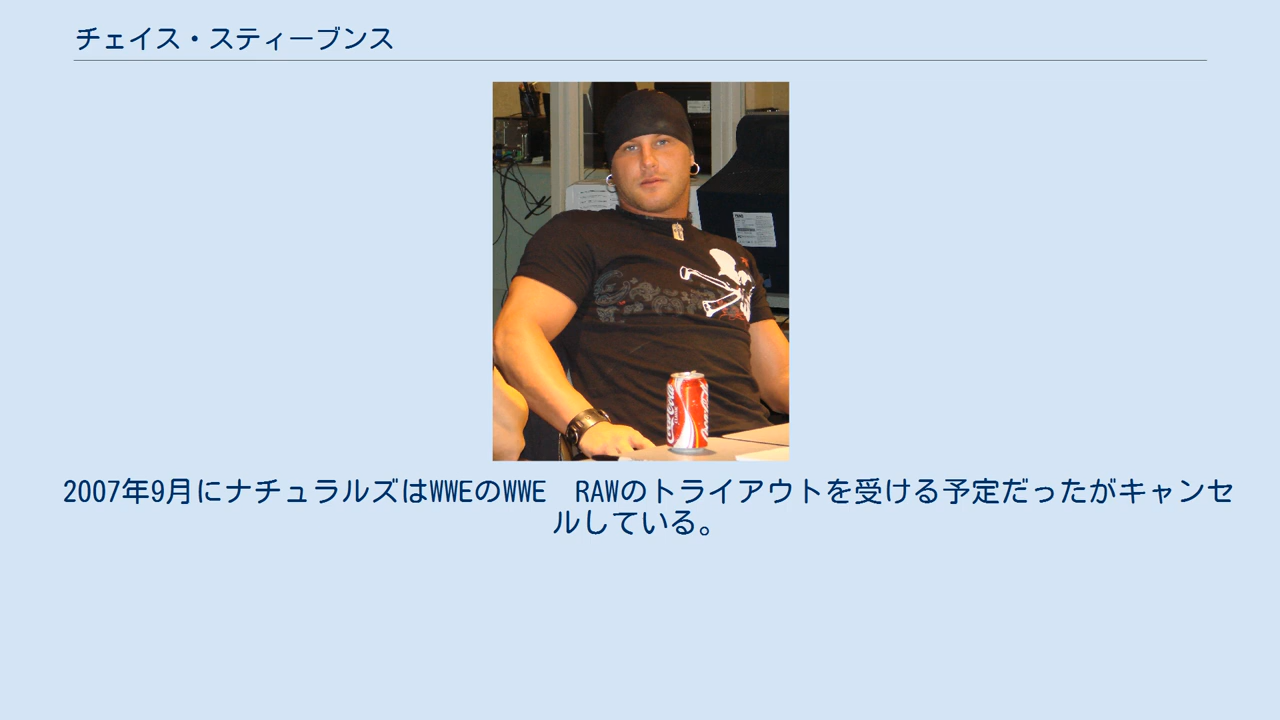 チェイス・スティーブンス
Coca-Cola
2007年9月にナチュラルズはWWEのWWE　RAWのトライアウトを受ける予定だったがキャンセ
ルしている。